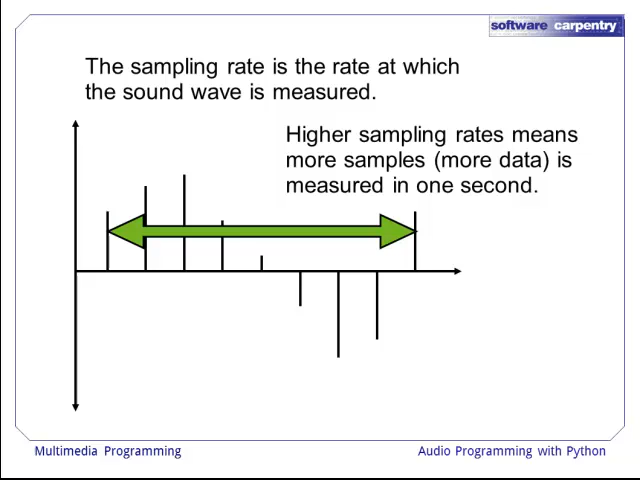 software carpentry
The sampling rate is the rate at which
the sound wave is measured.
Higher sampling rates means
more samples (more data) is
measured in one second.
Multimedia Programming
Audio Programming with Python